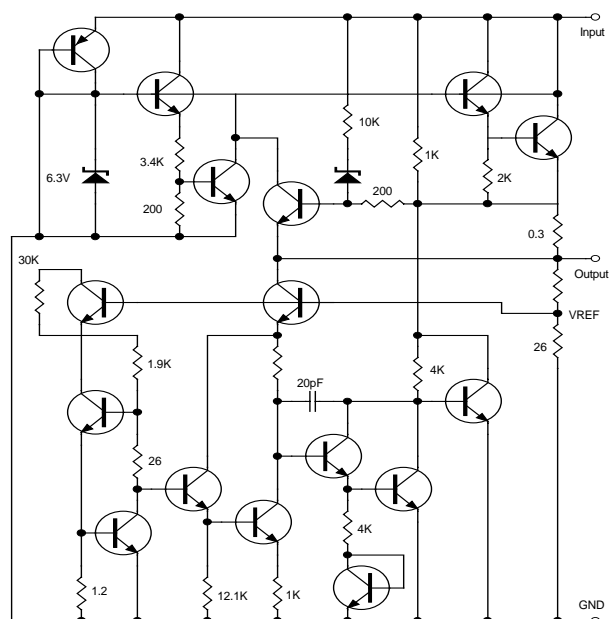 Input
10K
3.4K
1K
6.3V
2K
200
200
0.3
30K
Output
VREF
1.9K
26
20pF
4K
26
4K
GND
1.2
12.1K
1K